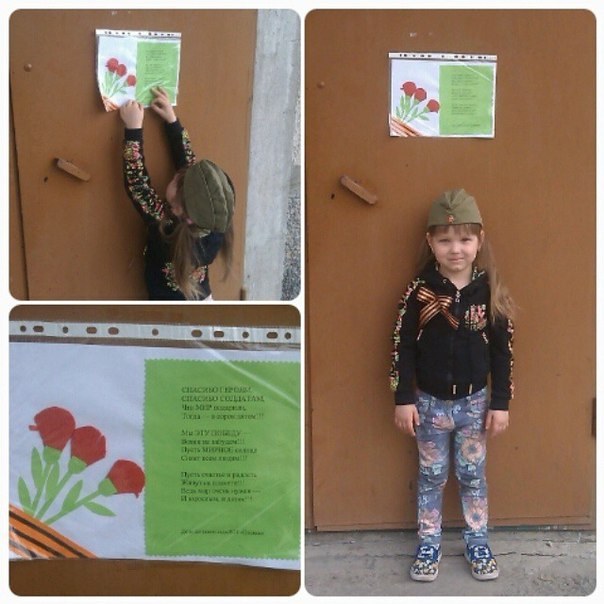 СПАСИБО ГЕРОЯМ,
СПАСИБО СОЛДАТАМ,
Что МИР подарили,
Тогда — в сорок пятом!!!
Мы ЭТУ ПОБЕДУ —
Вовек не забудем!!!
Пусть МИРНОЕ солнце
Сияет всем людям!!!
Пусть счастье и радость
Живут на планете!!!
Ведь мир очень нужен —
И взрослым, и детям!!!